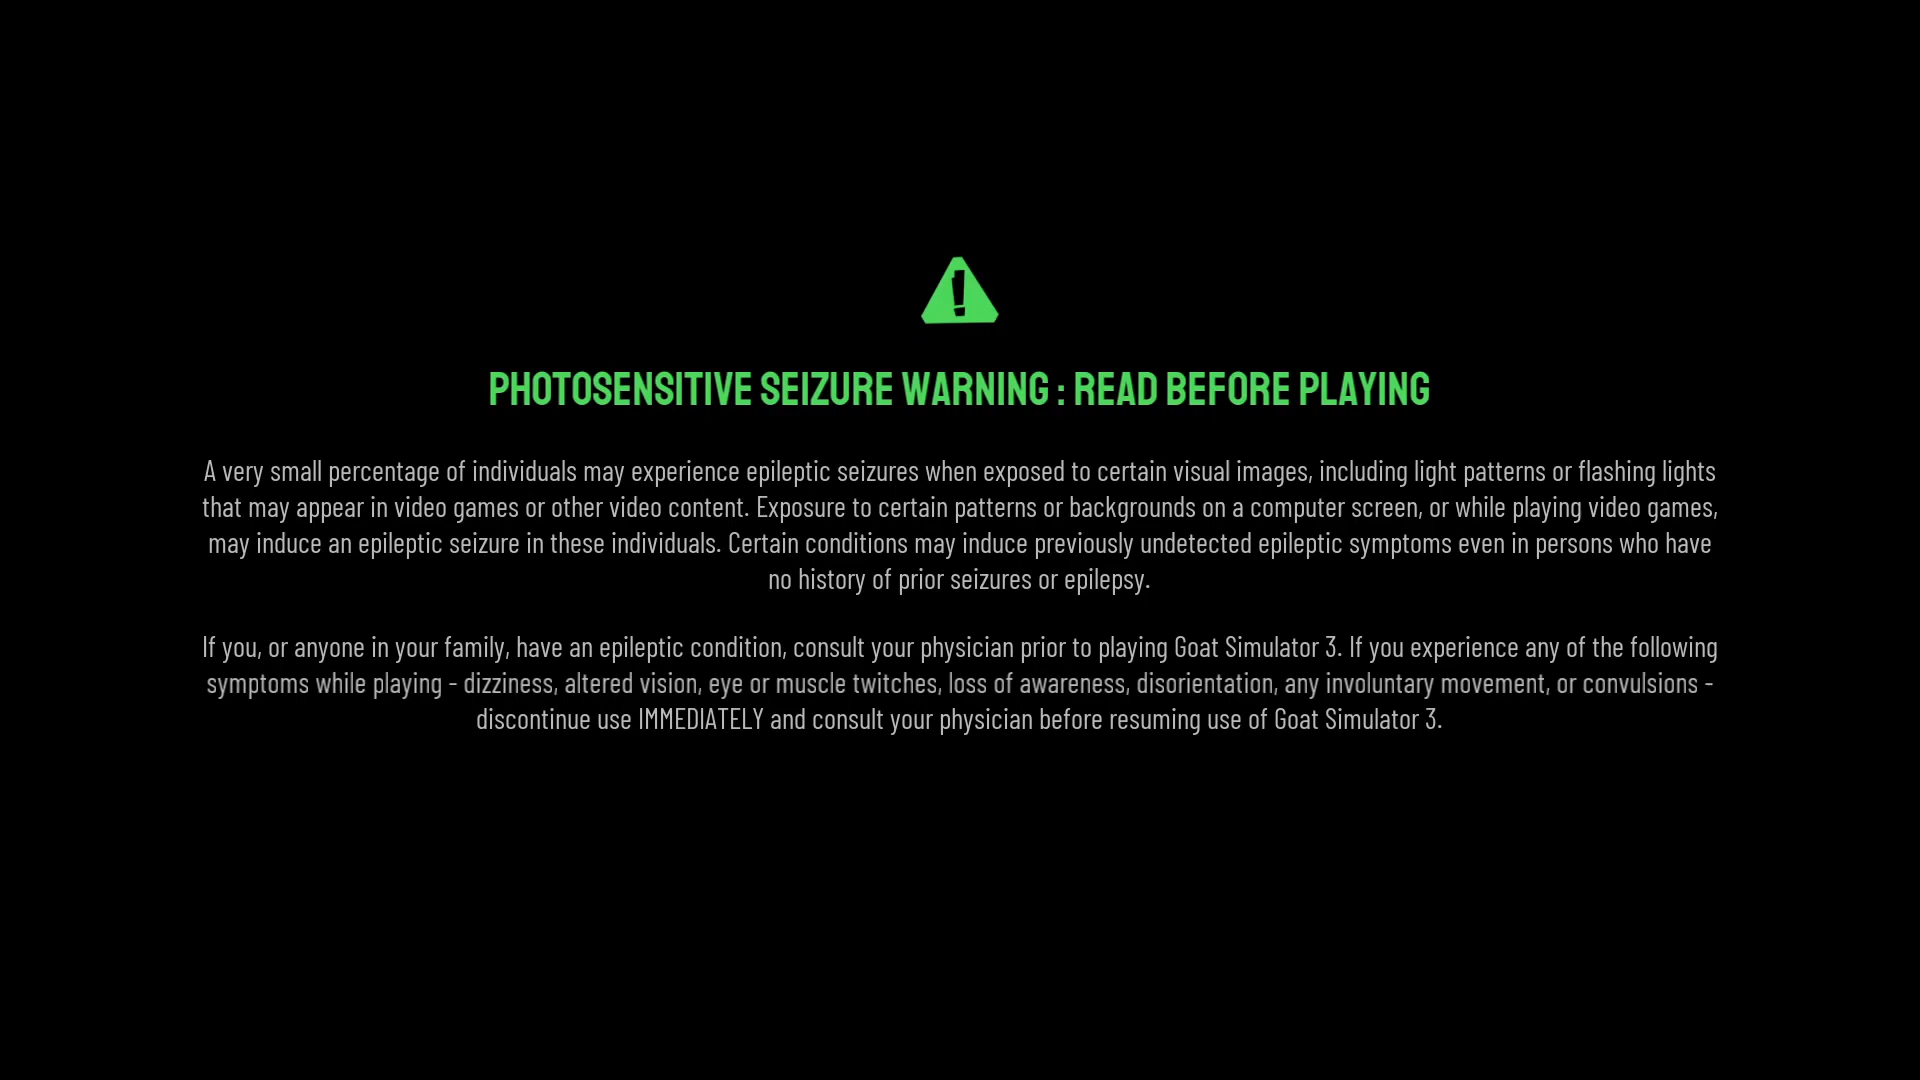 PHOTOSENSITIVE SEIZURE WARNING : READ BEFORE PLAYING
A very small percentage of individuals may experience epileptic seizures when exposed to certain visual images, including light patterns or flashing lights
that may appear in video games or other video content. Exposure to certain patterns or backgrounds on a computer screen, or while playing video games,
may induce an epileptic seizure in these individuals. Certain conditions may induce previously undetected epileptic symptoms even in persons who have
no history of prior seizures or epilepsy.
If you, or anyone in your family, have an epileptic condition, consult your physician prior to playing Goat Simulator 3. If you experience any of the following
symptoms while playing - dizziness, altered vision, eye or muscle twitches, loss of awareness, disorientation, any involuntary movement, or convulsions -
discontinue use IMMEDIATELY and consult your physician before resuming use of Goat Simulator 3.